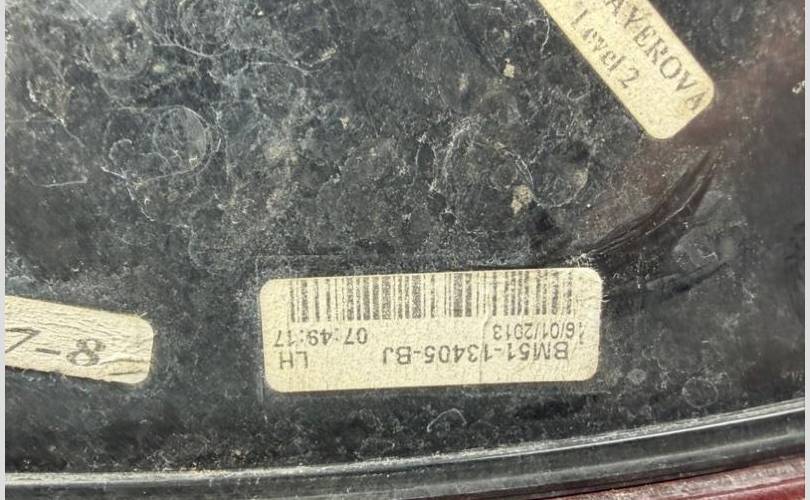 AVEROVA
Level 2
BM51-13405-BJ LH
16/01/2013 07:49:17